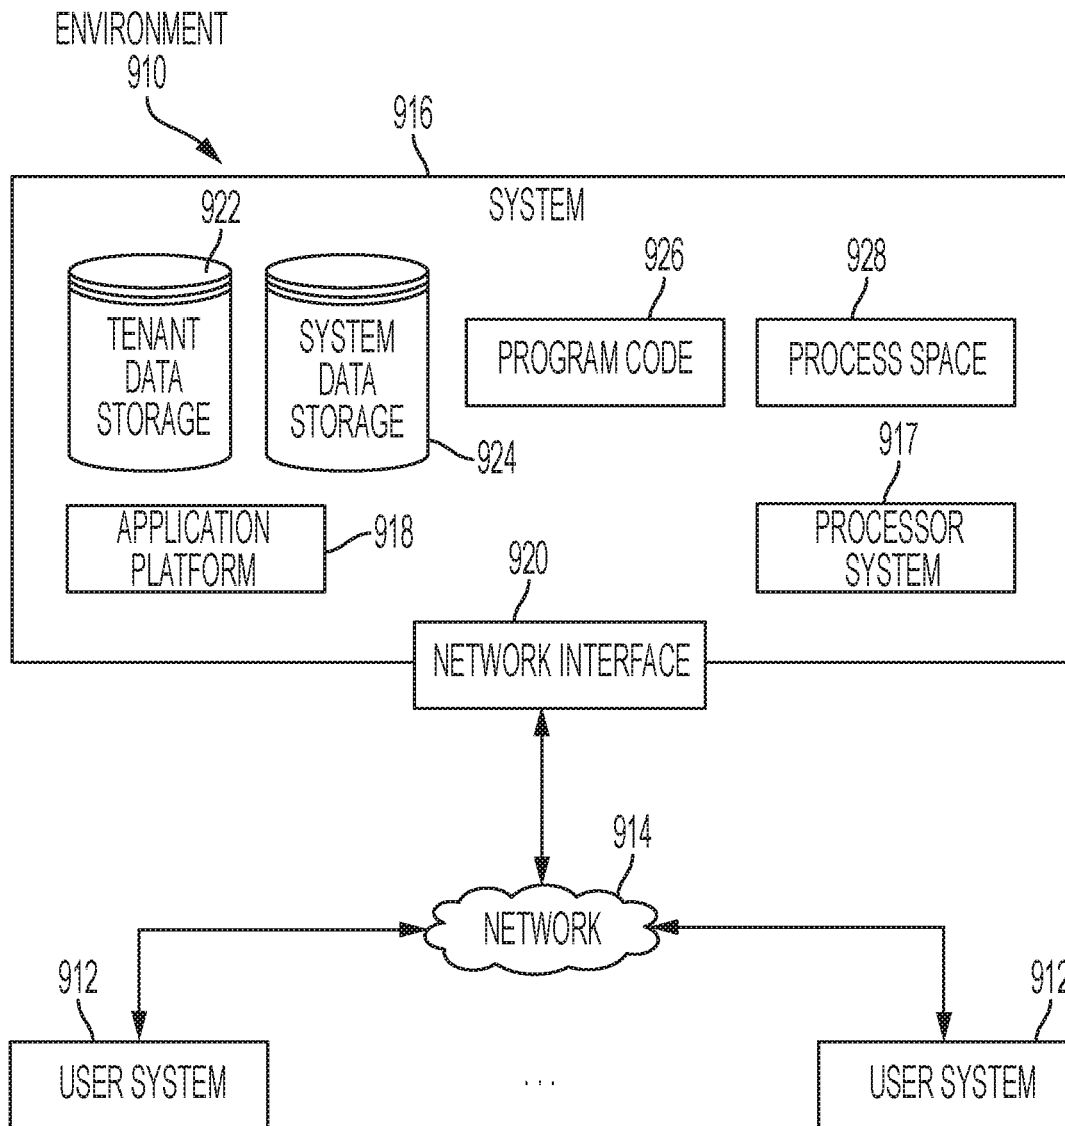 ENVIRONMENT
910
916
SYSTEM
922
926
928
TENANT
DATA
STORAGE
SYSTEM
DATA
STORAGE
924
PROGRAM CODE
PROCESS SPACE
917
APPLICATION
PLATFORM
918
PROCESSOR
SYSTEM
920
NETWORK INTERFACE
914
NETWORK
912
912
USER SYSTEM
...
USER SYSTEM